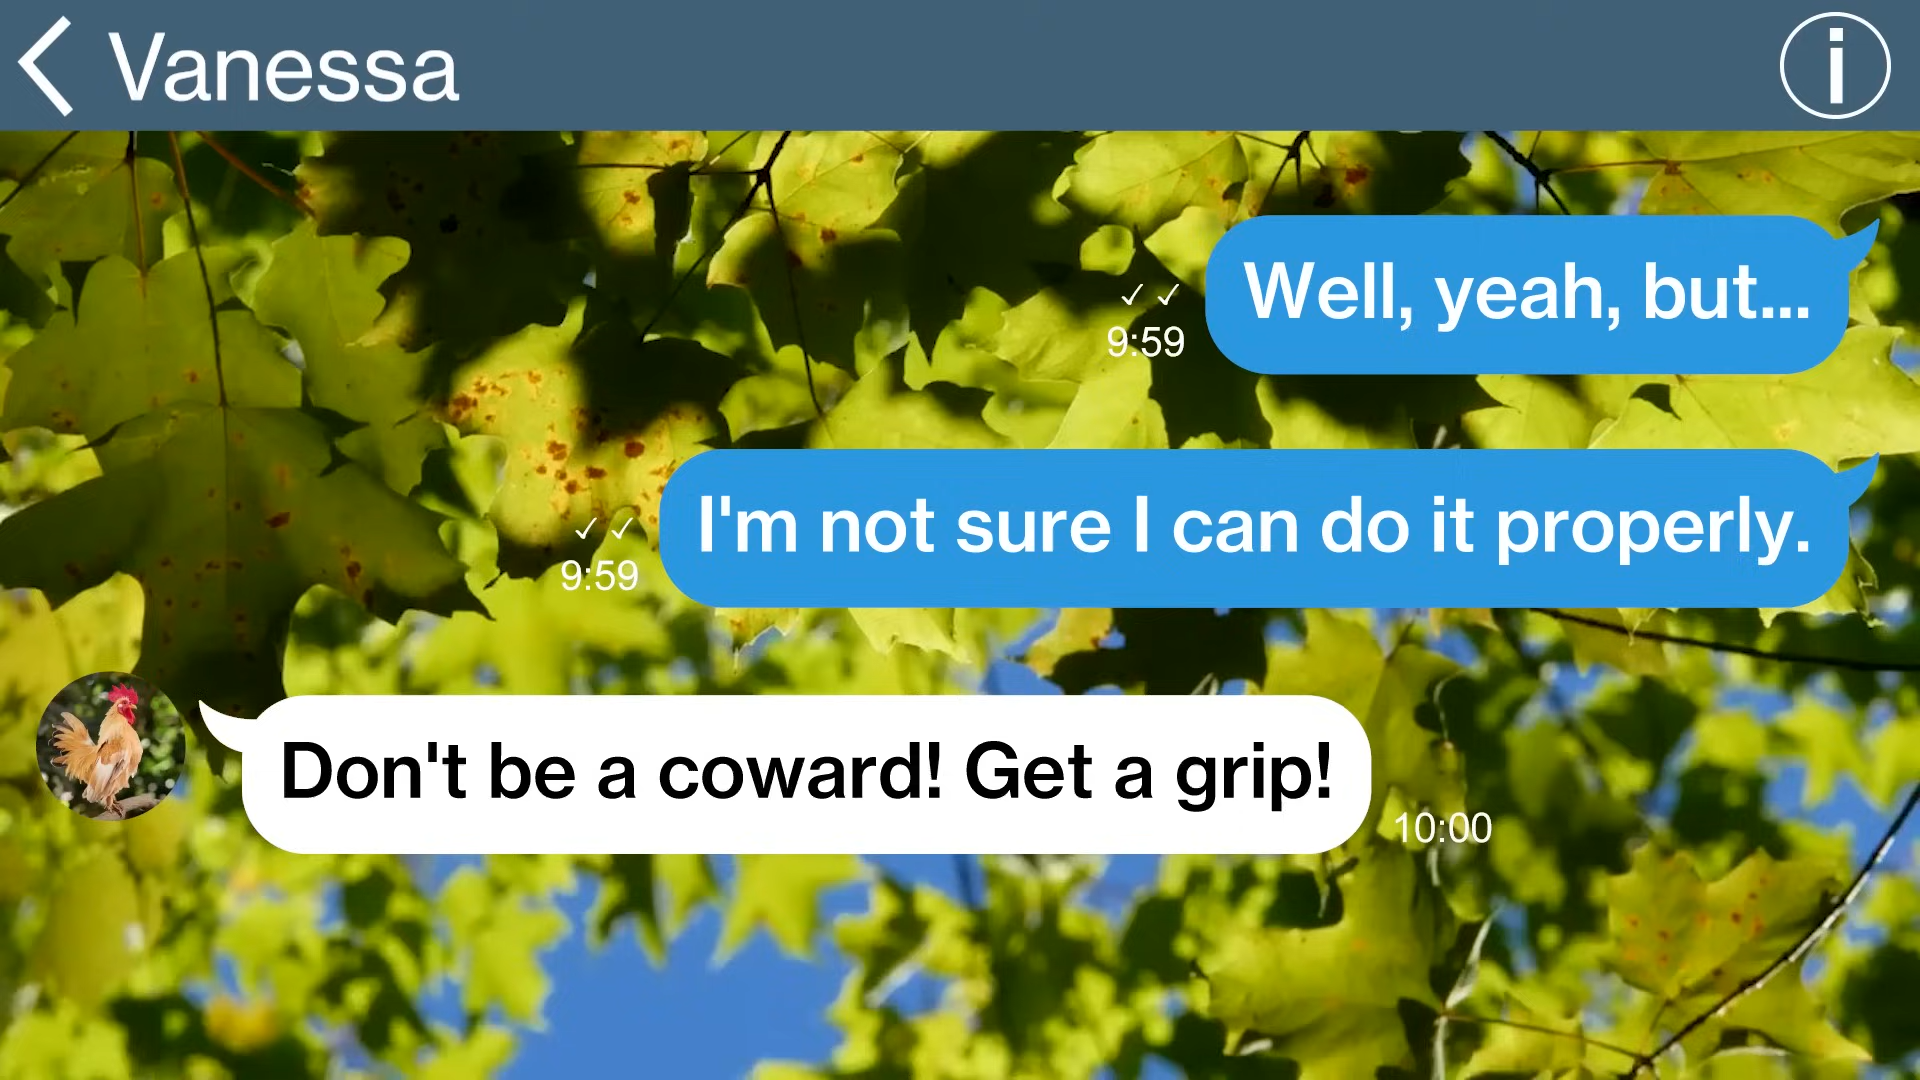 Vanessa
Well, yeah, but...
✓ ✓
9:59
I'm not sure I can do it properly.
✓ ✓
9:59
Don't be a coward! Get a grip!
10:00